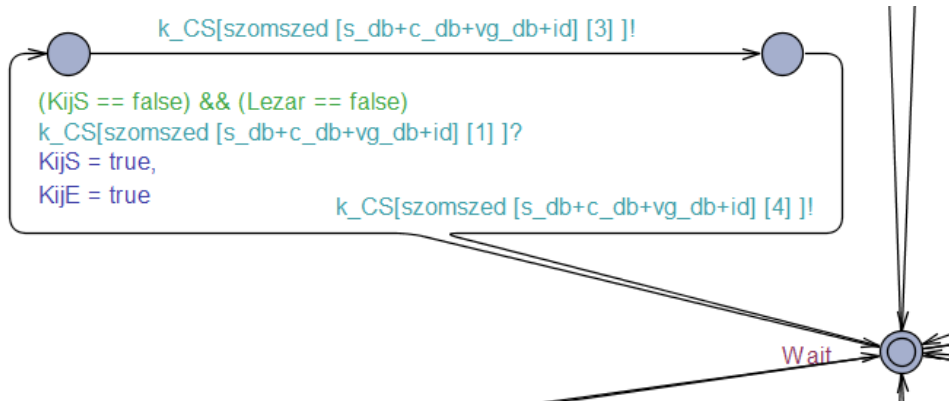 k_CS[szomszed [s_db+c_db+vg_db+id] [3] ]!
(KijS == false) && (Lezar == false)
k_CS[szomszed [s_db+c_db+vg_db+id] [1] ]?
KijS = true,
KijE = true
k_CS[szomszed [s_db+c_db+vg_db+id] [4] ]!
Wait